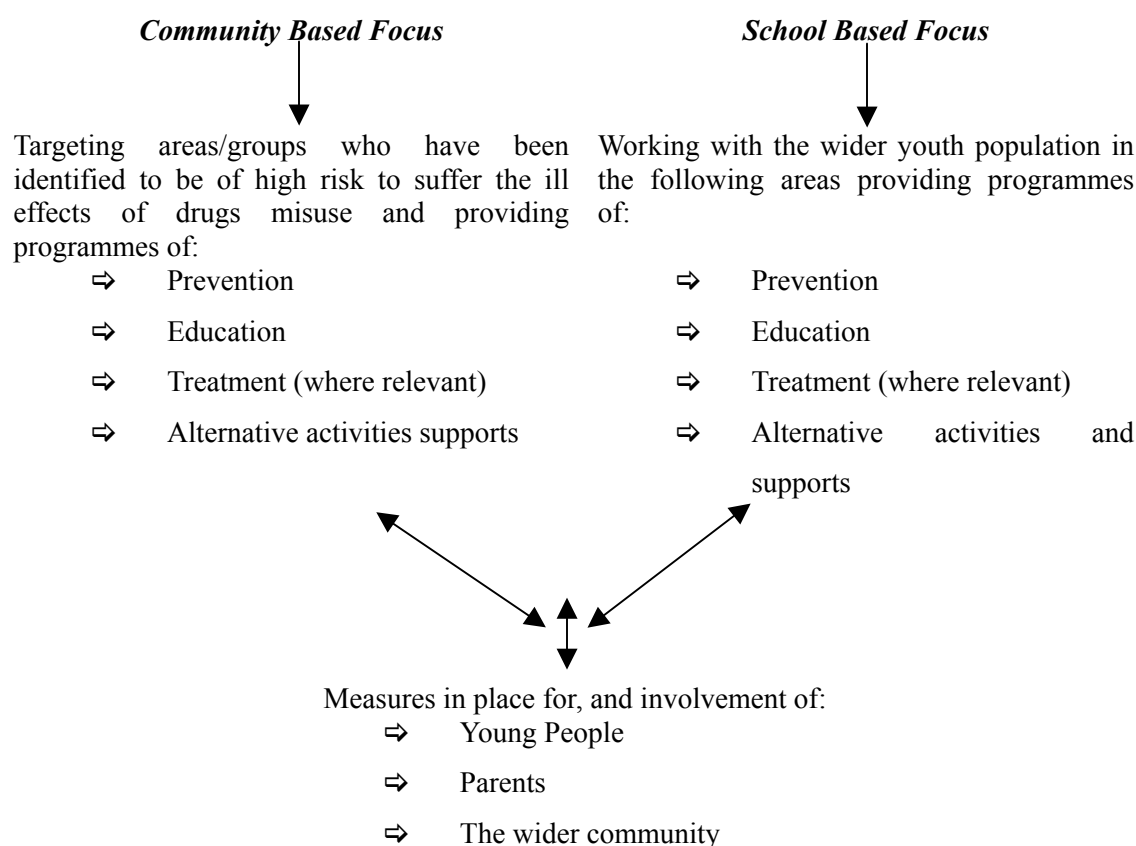 Community Based Focus
Targeting areas/groups who have been
identified to be of high risk to suffer the ill
effects of drugs misuse and providing
programmes of:
⇨ Prevention
⇨ Education
⇨ Treatment (where relevant)
⇨ Alternative activities supports
School Based Focus
Working with the wider youth population in
the following areas providing programmes
of:
⇨ Prevention
⇨ Education
⇨ Treatment (where relevant)
⇨ Alternative activities and
supports
Measures in place for, and involvement of:
⇨ Young People
⇨ Parents
⇨ The wider community